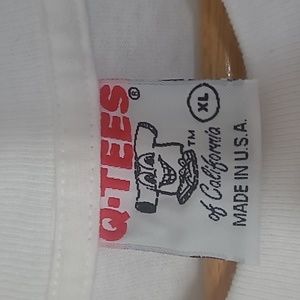 Q-TEES®
TM
of California
MADE IN U.S.A.
XL